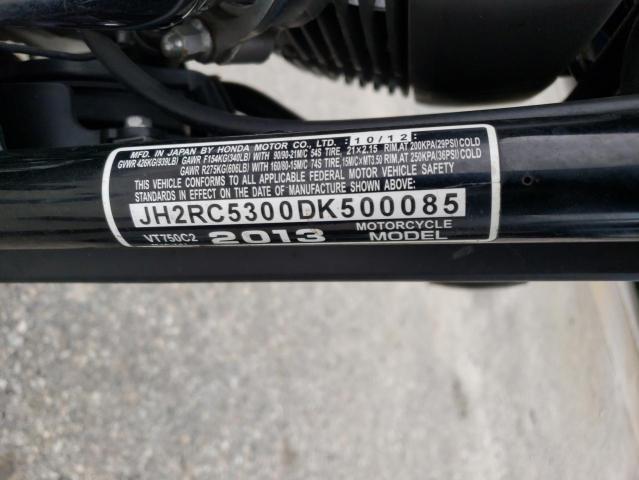 MFD. IN JAPAN BY HONDA MOTOR CO., LTD. 10/12
GVWR 426KG(939LB) GAWR F154KG(340LB) WITH 90/90-21M/C 54S TIRE, 21×2.15 RIM, AT 200KPA(29PSI) COLD
GAWR R275KG(606LB) WITH 160/80-15M/C 74S TIRE, 15M/C×MT3.50 RIM, AT 250KPA(36PSI) COLD
THIS VEHICLE CONFORMS TO ALL APPLICABLE FEDERAL MOTOR VEHICLE SAFETY
STANDARDS IN EFFECT ON THE DATE OF MANUFACTURE SHOWN ABOVE.
JH2RC5300DK500085
VT750C2 2013 MOTORCYCLE
MODEL